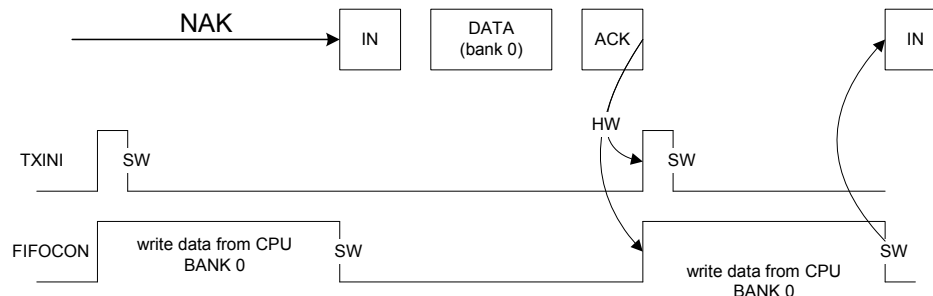 NAK
IN
DATA
(bank 0)
ACK
IN
HW
TXINI
SW
SW
FIFOCON
write data from CPU
BANK 0
SW
write data from CPU
BANK 0
SW